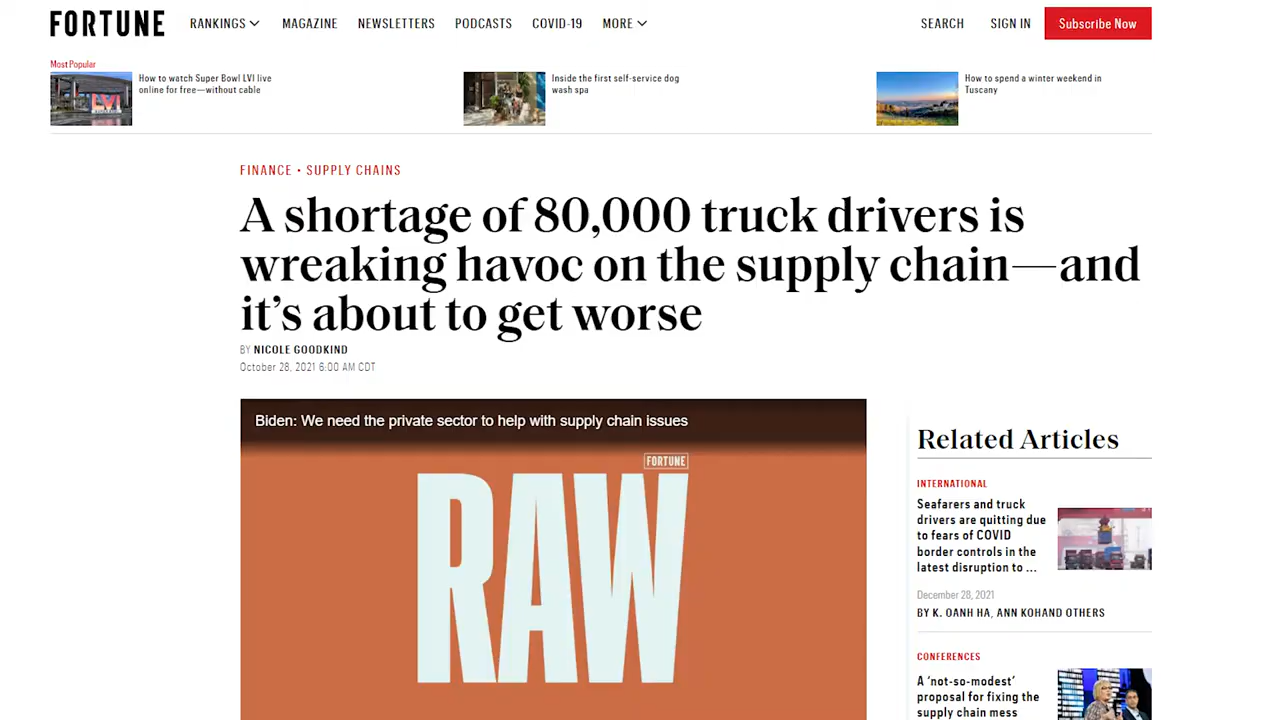 FORTUNE
RANKINGS MAGAZINE NEWSLETTERS PODCASTS COVID-19 MORE SEARCH SIGN IN Subscribe Now
Most Popular
How to watch Super Bowl LVI live
online for free—without cable
Inside the first self-service dog
wash spa
How to spend a winter weekend in
Tuscany
LVI
FINANCE • SUPPLY CHAINS
A shortage of 80,000 truck drivers is
wreaking havoc on the supply chain—and
it's about to get worse
BY NICOLE GOODKIND
October 28, 2021 6:00 AM CDT
Biden: We need the private sector to help with supply chain issues
FORTUNE
RAW
Related Articles
INTERNATIONAL
Seafarers and truck
drivers are quitting due
to fears of COVID
border controls in the
latest disruption to ...
December 28, 2021
BY K. OANH HA, ANN KOHAND OTHERS
CONFERENCES
A ‘not-so-modest’
proposal for fixing the
supply chain mess